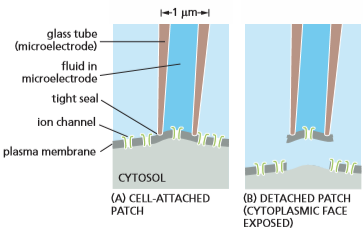 1 μm
glass tube
(microelectrode)
fluid in
microelectrode
tight seal
ion channel
plasma membrane
CYTOSOL
(A) CELL-ATTACHED
PATCH
(B) DETACHED PATCH
(CYTOPLASMIC FACE
EXPOSED)